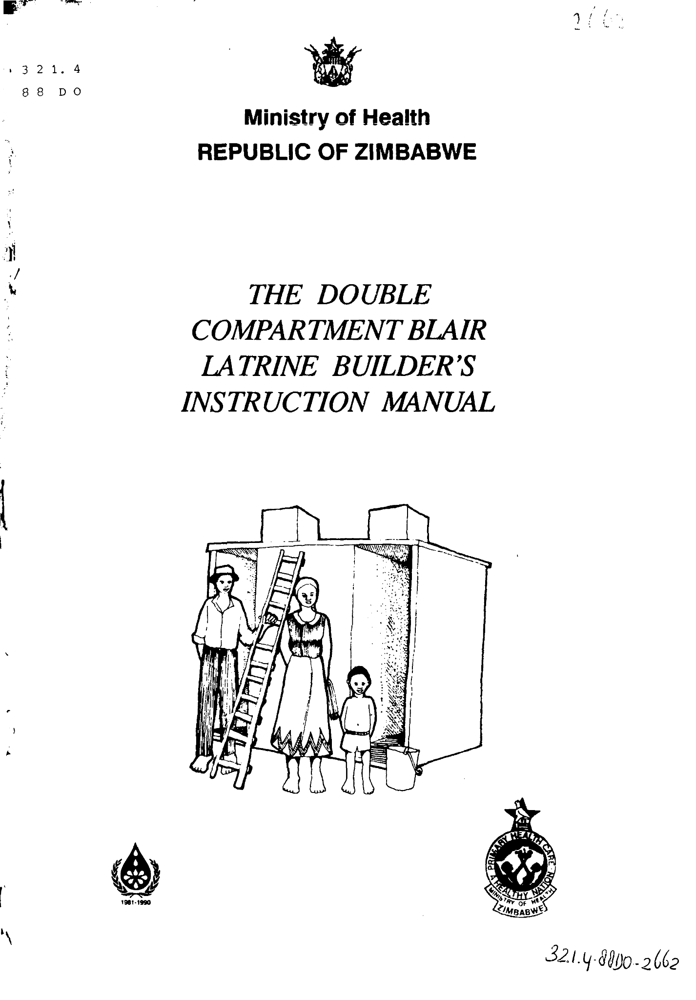 2662
321.4
88 DO
Ministry of Health
REPUBLIC OF ZIMBABWE
THE DOUBLE
COMPARTMENT BLAIR
LATRINE BUILDER'S
INSTRUCTION MANUAL
1981-1990
PRIMARY HEALTH CARE
A HEALTHY NATION
MINISTRY OF HEALTH
ZIMBABWE
321.4-88DO-2662